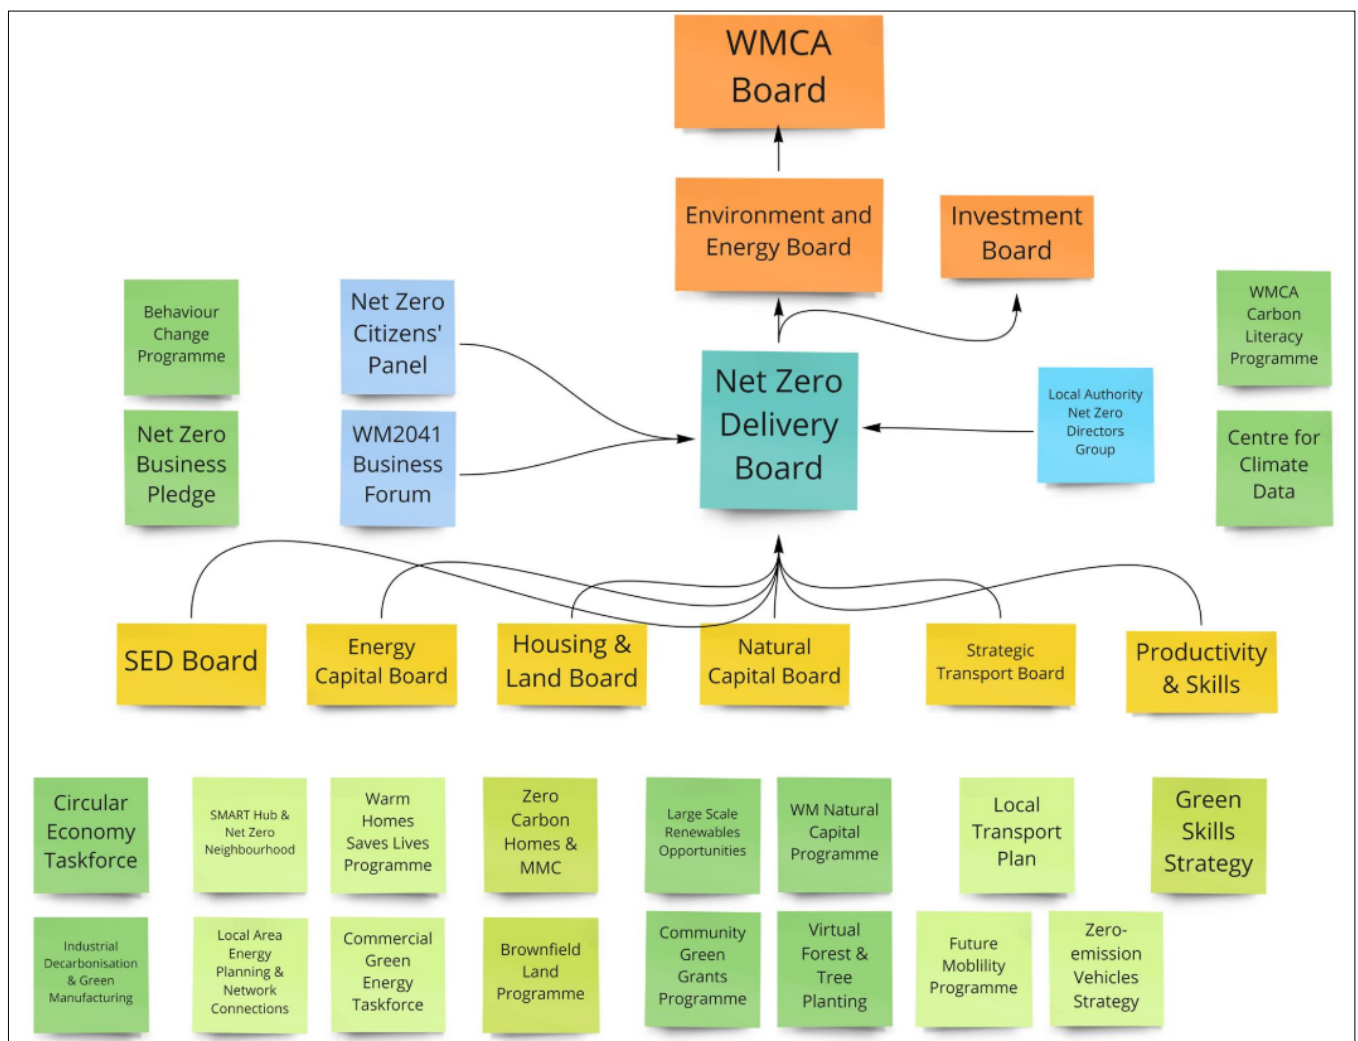 WMCA
Board
Environment and
Energy Board
Investment
Board
Behaviour
Change
Programme
Net Zero
Citizens'
Panel
WMCA
Carbon
Literacy
Programme
Net Zero
Delivery
Board
Local Authority
Net Zero
Directors
Group
Net Zero
Business
Pledge
WM2041
Business
Forum
Centre for
Climate
Data
SED Board
Energy
Capital Board
Housing &
Land Board
Natural
Capital Board
Strategic
Transport Board
Productivity
& Skills
Circular
Economy
Taskforce
SMART Hub &
Net Zero
Neighbourhood
Warm
Homes
Saves Lives
Programme
Zero
Carbon
Homes &
MMC
Large Scale
Renewables
Opportunities
WM Natural
Capital
Programme
Local
Transport
Plan
Green
Skills
Strategy
Industrial
Decarbonisation
& Green
Manufacturing
Local Area
Energy
Planning &
Network
Connections
Commercial
Green
Energy
Taskforce
Brownfield
Land
Programme
Community
Green
Grants
Programme
Virtual
Forest &
Tree
Planting
Future
Moblility
Programme
Zero-
emission
Vehicles
Strategy